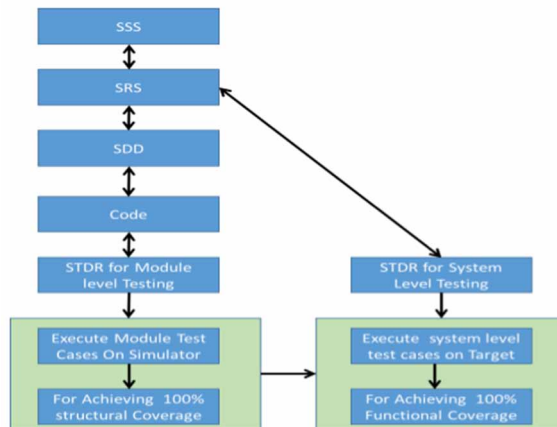 SSS
SRS
SDD
Code
STDR for Module
level Testing
STDR for System
Level Testing
Execute Module Test
Cases On Simulator
Execute system level
test cases on Target
For Achieving 100%
structural Coverage
For Achieving 100%
Functional Coverage